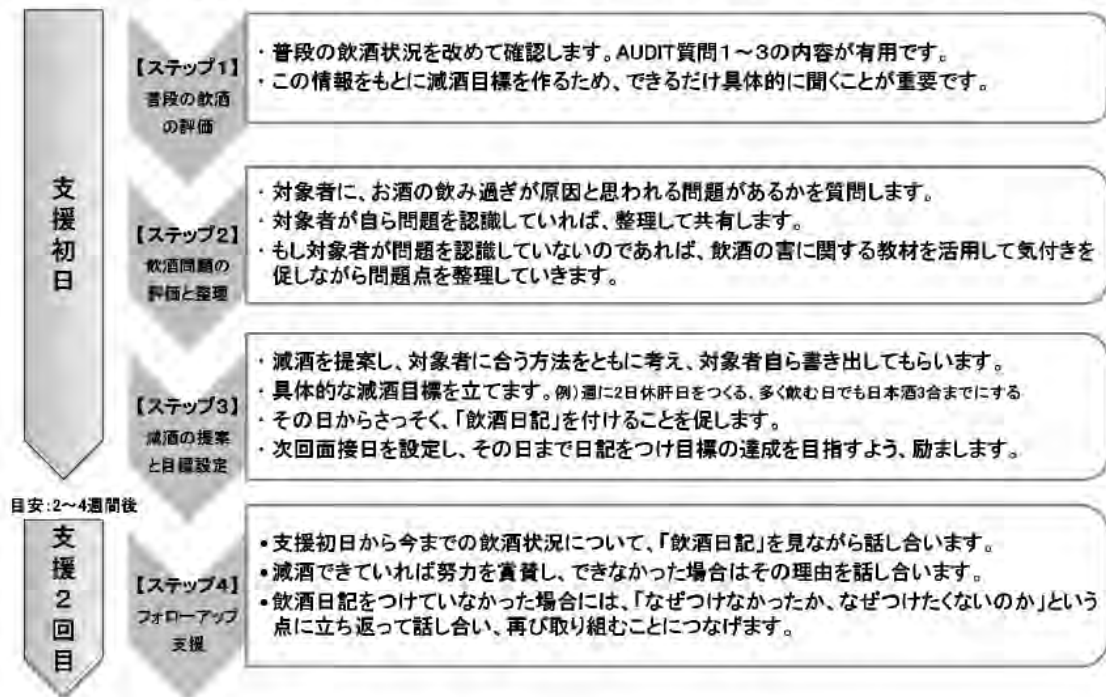 支援初日
【ステップ1】
普段の飲酒
の評価
・普段の飲酒状況を改めて確認します。AUDIT質問1～3の内容が有用です。
・この情報をもとに減酒目標を作るため、できるだけ具体的に聞くことが重要です。
【ステップ2】
飲酒問題の
評価と整理
・対象者に、お酒の飲み過ぎが原因と思われる問題があるかを質問します。
・対象者が自ら問題を認識していれば、整理して共有します。
・もし対象者が問題を認識していないのであれば、飲酒の害に関する教材を活用して気付きを
促しながら問題点を整理していきます。
【ステップ3】
減酒の提案
と目標設定
・減酒を提案し、対象者に合う方法をともに考え、対象者自ら書き出してもらいます。
・具体的な減酒目標を立てます。例）週に2日休肝日をつくる、多く飲む日でも日本酒3合までにする
・その日からさっそく、「飲酒日記」を付けることを促します。
・次回面接日を設定し、その日まで日記をつけ目標の達成を目指すよう、励まします。
目安：2～4週間後
支援2回目
【ステップ4】
フォローアップ
支援
•支援初日から今までの飲酒状況について、「飲酒日記」を見ながら話し合います。
•減酒できていれば努力を賞賛し、できなかった場合はその理由を話し合います。
•飲酒日記をつけていなかった場合には、「なぜつけなかったか、なぜつけたくないのか」という
点に立ち返って話し合い、再び取り組むことにつなげます。